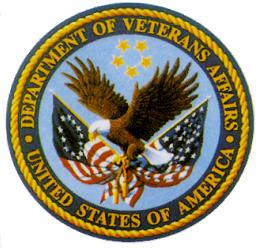 DEPARTMENT OF VETERANS AFFAIRS
UNITED STATES OF AMERICA